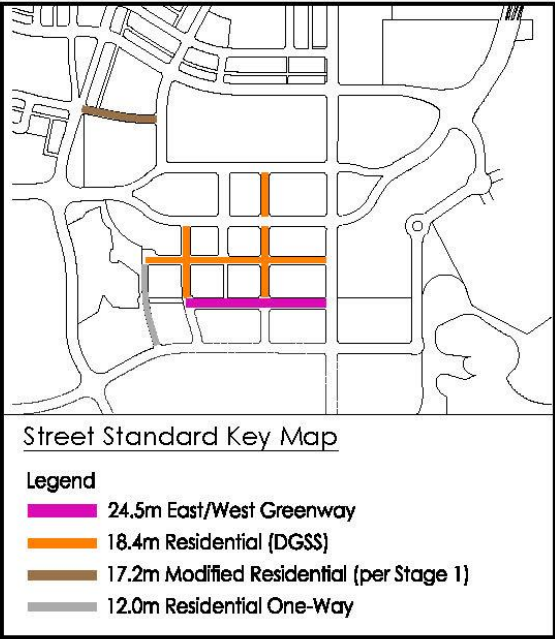 Street Standard Key Map
Legend
24.5m East/West Greenway
18.4m Residential (DGSS)
17.2m Modified Residential (per Stage 1)
12.0m Residential One-Way